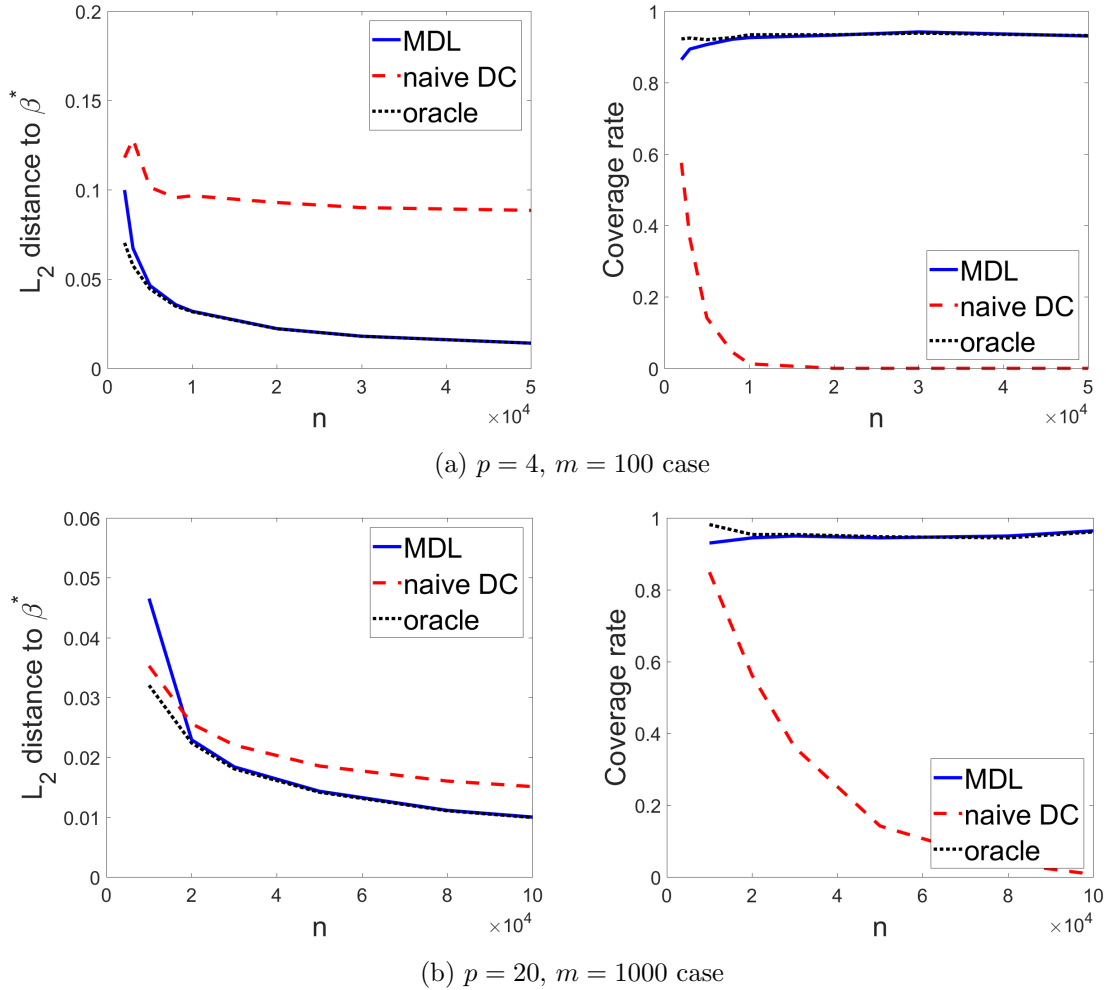 L2 distance to β*
0.2
0.15
0.1
0.05
0
MDL
naive DC
oracle
0 1 2 3 4 5
×10^4
n
Coverage rate
1
0.8
0.6
0.4
0.2
0
MDL
naive DC
oracle
0 1 2 3 4 5
×10^4
n
(a) p = 4, m = 100 case
L2 distance to β*
0.06
0.05
0.04
0.03
0.02
0.01
0
MDL
naive DC
oracle
0 2 4 6 8 10
×10^4
n
Coverage rate
1
0.8
0.6
0.4
0.2
0
MDL
naive DC
oracle
0 2 4 6 8 10
×10^4
n
(b) p = 20, m = 1000 case